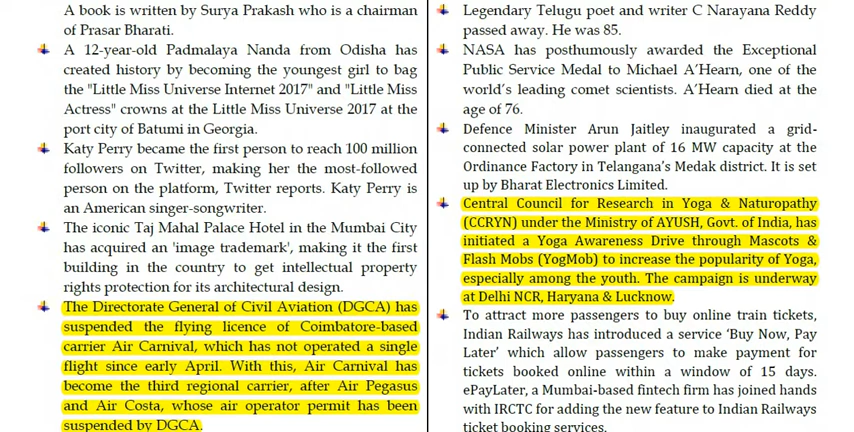 A book is written by Surya Prakash who is a chairman
of Prasar Bharati.
A 12-year-old Padmalaya Nanda from Odisha has
created history by becoming the youngest girl to bag
the "Little Miss Universe Internet 2017" and "Little Miss
Actress" crowns at the Little Miss Universe 2017 at the
port city of Batumi in Georgia.
Katy Perry became the first person to reach 100 million
followers on Twitter, making her the most-followed
person on the platform, Twitter reports. Katy Perry is
an American singer-songwriter.
The iconic Taj Mahal Palace Hotel in the Mumbai City
has acquired an 'image trademark', making it the first
building in the country to get intellectual property
rights protection for its architectural design.
The Directorate General of Civil Aviation (DGCA) has
suspended the flying licence of Coimbatore-based
carrier Air Carnival, which has not operated a single
flight since early April. With this, Air Carnival has
become the third regional carrier, after Air Pegasus
and Air Costa, whose air operator permit has been
suspended by DGCA.
Legendary Telugu poet and writer C Narayana Reddy
passed away. He was 85.
NASA has posthumously awarded the Exceptional
Public Service Medal to Michael A’Hearn, one of the
world’s leading comet scientists. A’Hearn died at the
age of 76.
Defence Minister Arun Jaitley inaugurated a grid-
connected solar power plant of 16 MW capacity at the
Ordinance Factory in Telangana’s Medak district. It is set
up by Bharat Electronics Limited.
Central Council for Research in Yoga & Naturopathy
(CCRYN) under the Ministry of AYUSH, Govt. of India, has
initiated a Yoga Awareness Drive through Mascots &
Flash Mobs (YogMob) to increase the popularity of Yoga,
especially among the youth. The campaign is underway
at Delhi NCR, Haryana & Lucknow.
To attract more passengers to buy online train tickets,
Indian Railways has introduced a service ‘Buy Now, Pay
Later’ which allow passengers to make payment for
tickets booked online within a window of 15 days.
ePayLater, a Mumbai-based fintech firm has joined hands
with IRCTC for adding the new feature to Indian Railways
ticket booking services.